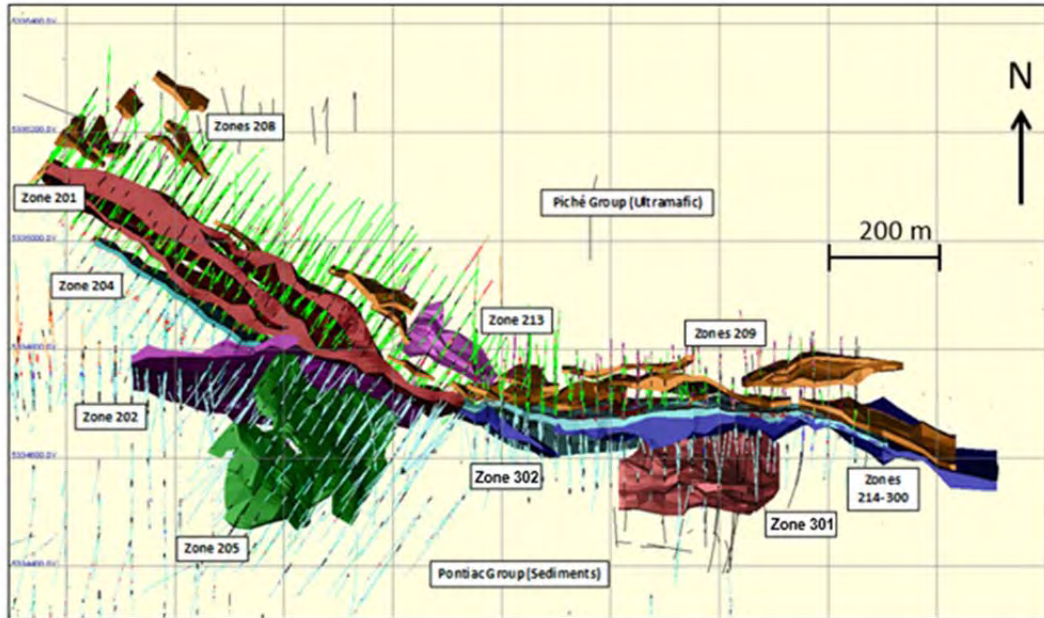 N
Zones 208
Zone 201
Piché Group (Ultramafic)
200 m
Zone 204
Zone 213
Zones 209
Zone 202
Zone 302
Zones
214-300
Zone 301
Zone 205
Pontiac Group (Sediments)